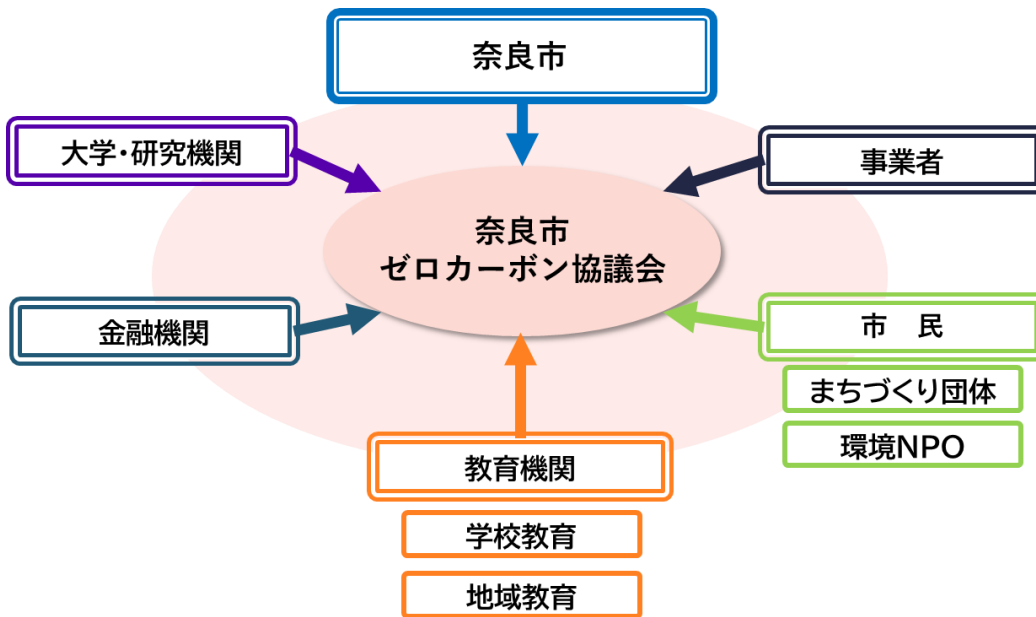 奈良市
大学・研究機関
事業者
奈良市
ゼロカーボン協議会
金融機関
市　民
まちづくり団体
環境NPO
教育機関
学校教育
地域教育